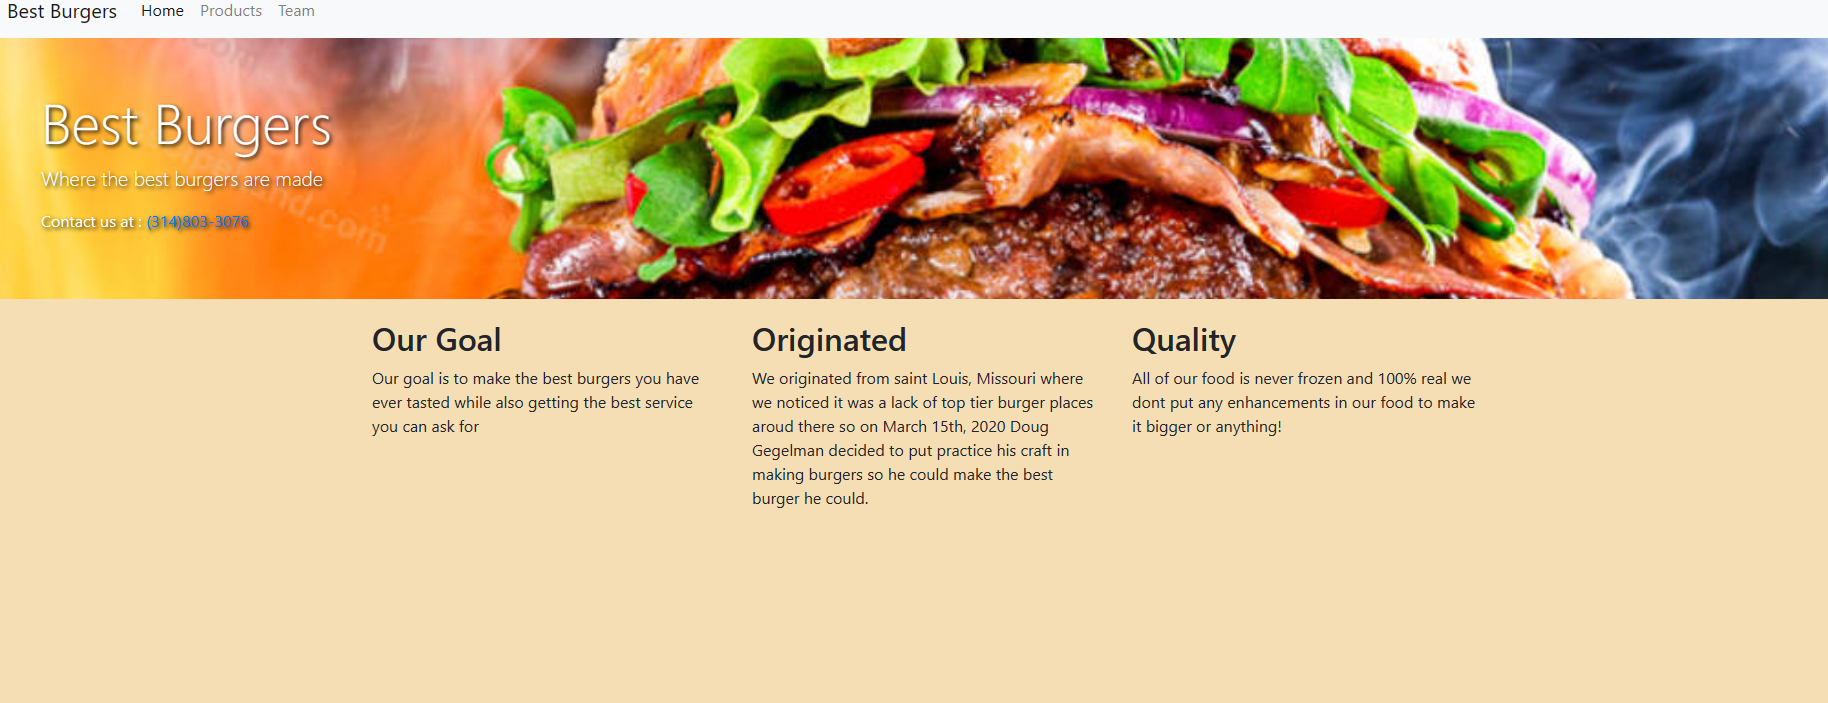 Best Burgers Home Products Team
Best Burgers
Where the best burgers are made
Contact us at : (314)803-3076
Our Goal
Our goal is to make the best burgers you have
ever tasted while also getting the best service
you can ask for
Originated
We originated from saint Louis, Missouri where
we noticed it was a lack of top tier burger places
aroud there so on March 15th, 2020 Doug
Gegelman decided to put practice his craft in
making burgers so he could make the best
burger he could.
Quality
All of our food is never frozen and 100% real we
dont put any enhancements in our food to make
it bigger or anything!